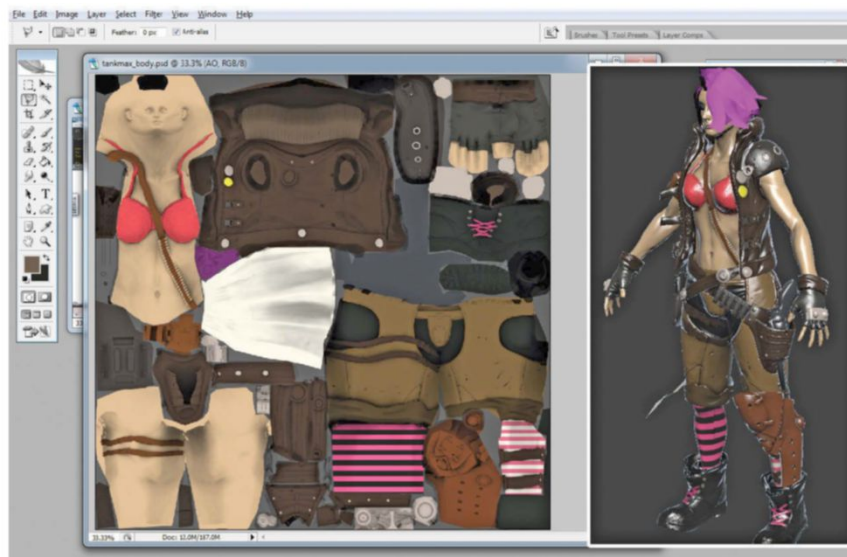 File Edit Image Layer Select Filter View Window Help
Feather: 0 px Anti-alias
Brushes Tool Presets Layer Comps
tankmax_body.psd @ 33.3% (AO, RGB/8)
33.33% Doc: 12.0M/187.0M